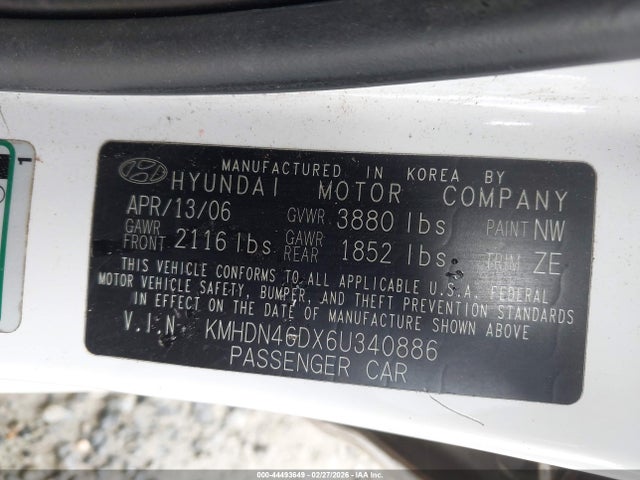 MANUFACTURED IN KOREA BY
HYUNDAI MOTOR COMPANY
APR/13/06 GVWR 3880 lbs PAINT NW
GAWR FRONT 2116 lbs GAWR REAR 1852 lbs TRIM ZE
THIS VEHICLE CONFORMS TO ALL APPLICABLE U.S.A. FEDERAL
MOTOR VEHICLE SAFETY, BUMPER, AND THEFT PREVENTION STANDARDS
IN EFFECT ON THE DATE OF MANUFACTURE SHOWN ABOVE
V.I.N. KMHDN46DX6U340886
PASSENGER CAR
1
000-44493649 - 02/27/2026 - IAAI CORP